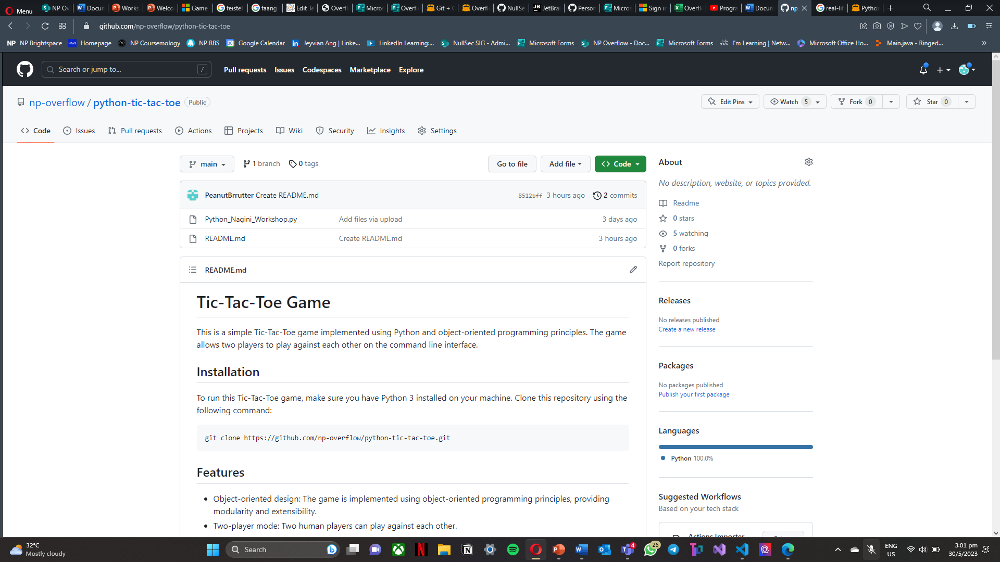 Menu
NP Ov
Docun
Works
Welco
Game
feistel
faang
Edit Te
Overfl
Micros
Overfl
Git + (
Overfl
NullSe
JetBrai
Person
Micros
Sign in
Overfl
Progra
Docum
np
real-lif
Python
github.com/np-overflow/python-tic-tac-toe
NP NP Brightspace
Homepage
NP Coursemology
NP RBS
Google Calendar
Jeyvian Ang | Linke...
LinkedIn Learning:...
NullSec SIG - Admi...
Microsoft Forms
NP Overflow - Doc...
Microsoft Forms
I'm Learning | Netw...
Microsoft Office Ho...
Main.java - Ringed...
Search or jump to...
/
Pull requests
Issues
Codespaces
Marketplace
Explore
np-overflow / python-tic-tac-toe
Public
Edit Pins
Watch 5
Fork 0
Star 0
Code
Issues
Pull requests
Actions
Projects
Wiki
Security
Insights
Settings
main
1 branch
0 tags
Go to file
Add file
Code
PeanutBrrutter Create README.md
8512bff 3 hours ago
2 commits
Python_Nagini_Workshop.py
Add files via upload
3 days ago
README.md
Create README.md
3 hours ago
README.md
Tic-Tac-Toe Game
This is a simple Tic-Tac-Toe game implemented using Python and object-oriented programming principles. The game
allows two players to play against each other on the command line interface.
Installation
To run this Tic-Tac-Toe game, make sure you have Python 3 installed on your machine. Clone this repository using the
following command:
git clone https://github.com/np-overflow/python-tic-tac-toe.git
Features
Object-oriented design: The game is implemented using object-oriented programming principles, providing
modularity and extensibility.
Two-player mode: Two human players can play against each other.
About
No description, website, or topics provided.
Readme
0 stars
5 watching
0 forks
Report repository
Releases
No releases published
Create a new release
Packages
No packages published
Publish your first package
Languages
Python 100.0%
Suggested Workflows
Based on your tech stack
Actions Importer
32°C
Mostly cloudy
Search
4
26
ENG
US
3:01 pm
30/5/2023